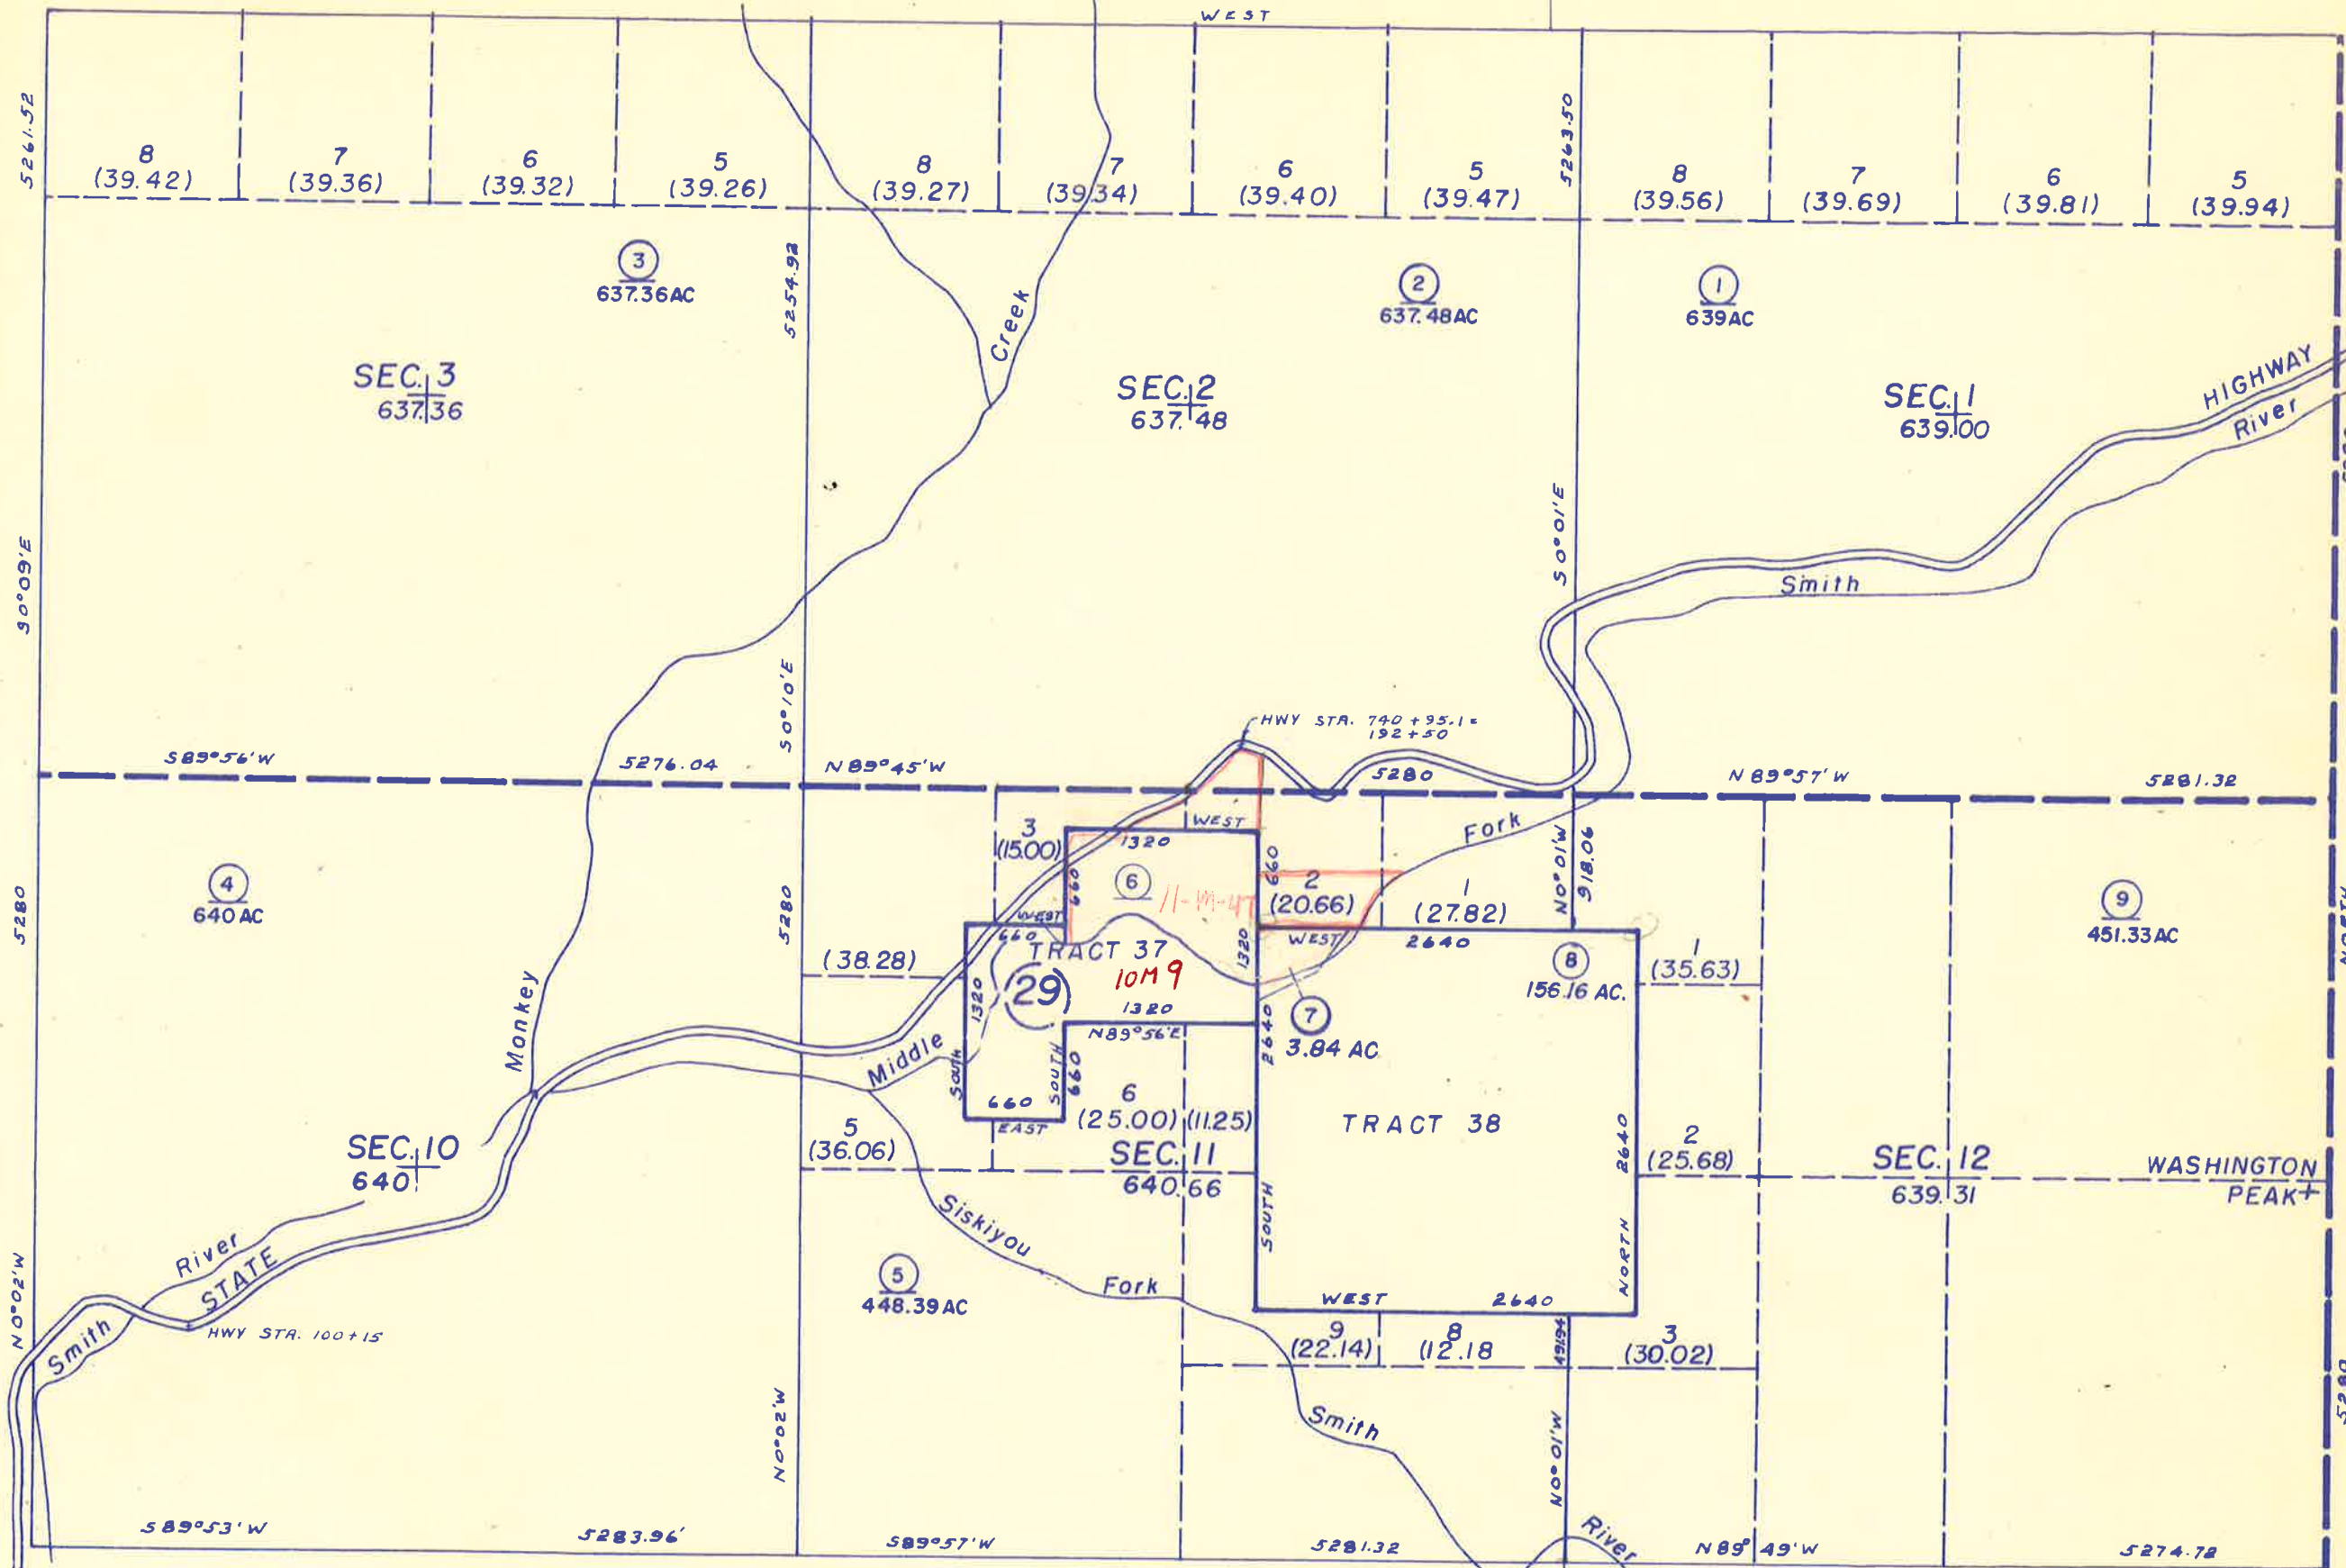 WEST
5261.52
8
(39.42)
7
(39.36)
6
(39.32)
5
(39.26)
8
(39.27)
7
(39.34)
6
(39.40)
5
(39.47)
5263.50
8
(39.56)
7
(39.69)
6
(39.81)
5
(39.94)
3
637.36AC
5254.92
Creek
2
637.48AC
1
639AC
SEC. 3
637.36
SEC. 2
637.48
SEC. 1
639.00
HIGHWAY
River
S0°09'E
S0°10'E
S0°01'E
Smith
HWY STA. 740+95.1=
192+50
S89°56'W
5276.04
N89°45'W
5280
N89°57'W
5281.32
3
(15.00)
WEST
1320
660
6
11-M-47
660
2
(20.66)
Fork
1
(27.82)
N0°01'W
918.06
5280
4
640 AC
5280
9
451.33AC
NORTH
WEST
660
TRACT 37
10M9
(29)
1320
1320
WEST
2640
8
156.16 AC.
1
(35.63)
(38.28)
1320
N89°56'E
7
3.84 AC
2640
Monkey
Middle
SOUTH
SOUTH
660
660
EAST
6
(25.00)
(11.25)
TRACT 38
2640
5
(36.06)
SEC. 10
640
SEC. 11
640.66
2
(25.68)
SEC. 12
639.31
WASHINGTON
PEAK
SOUTH
NORTH
River
STATE
Siskiyou
Fork
5
448.39AC
WEST
2640
N0°02'W
Smith
HWY STA. 100+15
9
(22.14)
8
(12.18
491.94
3
(30.02)
5280
N0°02'W
Smith
N0°01'W
S89°53'W
5283.96'
S89°57'W
5281.32
River
N89°49'W
5274.78